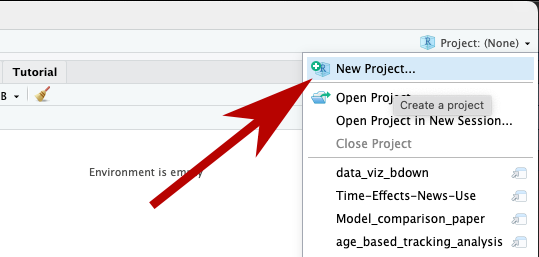 Project: (None)
Tutorial
New Project...
B
Open Project
Create a project
Open Project in New Session...
Close Project
Environment is empty
data_viz_bdown
Time-Effects-News-Use
Model_comparison_paper
age_based_tracking_analysis